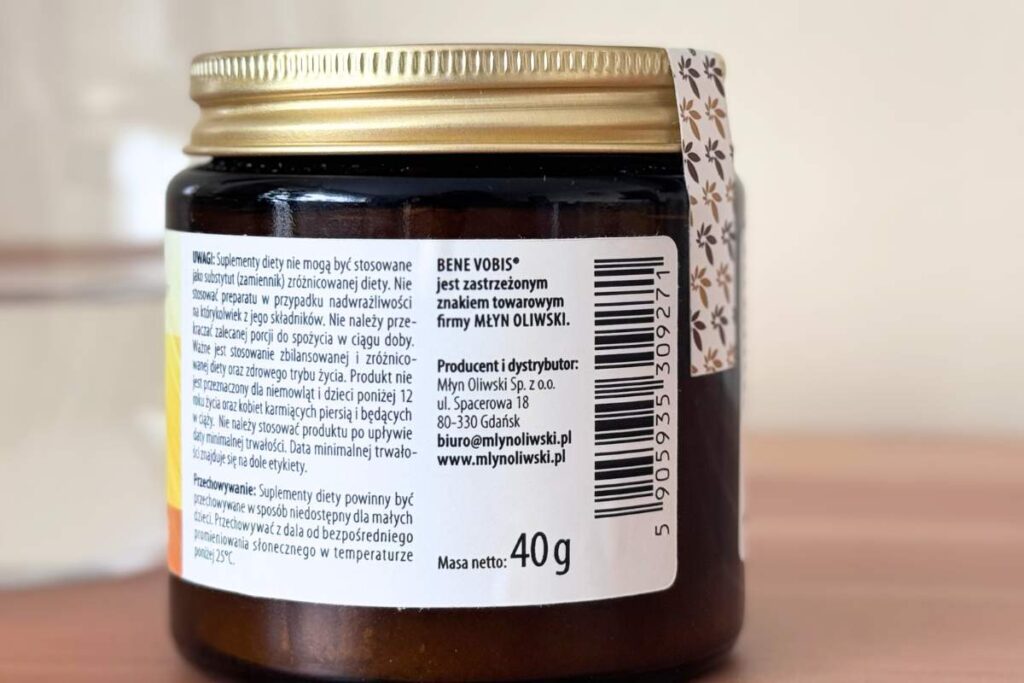 UWAGI: Suplementy diety nie mogą być stosowane
jako substytut (zamiennik) zróżnicowanej diety. Nie
stosować preparatu w przypadku nadwrażliwości
na którykolwiek z jego składników. Nie należy prze-
kraczać zalecanej porcji do spożycia w ciągu doby.
Ważne jest stosowanie zbilansowanej i zróżnico-
wanej diety oraz zdrowego trybu życia. Produkt nie
jest przeznaczony dla niemowląt i dzieci poniżej 12
roku życia oraz kobiet karmiących piersią i będących
w ciąży. Nie należy stosować produktu po upływie
daty minimalnej trwałości. Data minimalnej trwało-
ści znajduje się na dole etykiety.
Przechowywanie: Suplementy diety powinny być
przechowywane w sposób niedostępny dla małych
dzieci. Przechowywać z dala od bezpośredniego
promieniowania słonecznego w temperaturze
poniżej 25°C.
BENE VOBIS®
jest zastrzeżonym
znakiem towarowym
firmy MŁYN OLIWSKI.
Producent i dystrybutor:
Młyn Oliwski Sp. z o.o.
ul. Spacerowa 18
80-330 Gdańsk
biuro@mlynoliwski.pl
www.mlynoliwski.pl
Masa netto: 40 g
5 905935 309271